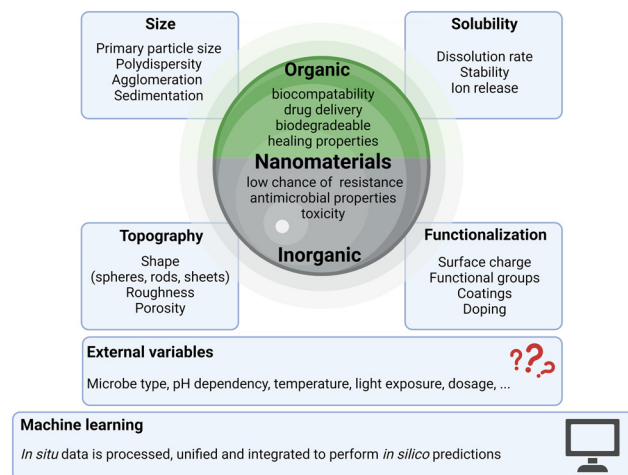 Size
Primary particle size
Polydispersity
Agglomeration
Sedimentation
Solubility
Dissolution rate
Stability
Ion release
Organic
biocompatability
drug delivery
biodegradeable
healing properties
Nanomaterials
low chance of resistance
antimicrobial properties
toxicity
Inorganic
Topography
Shape
(spheres, rods, sheets)
Roughness
Porosity
Functionalization
Surface charge
Functional groups
Coatings
Doping
External variables
???
Microbe type, pH dependency, temperature, light exposure, dosage, ...
Machine learning
In situ data is processed, unified and integrated to perform in silico predictions